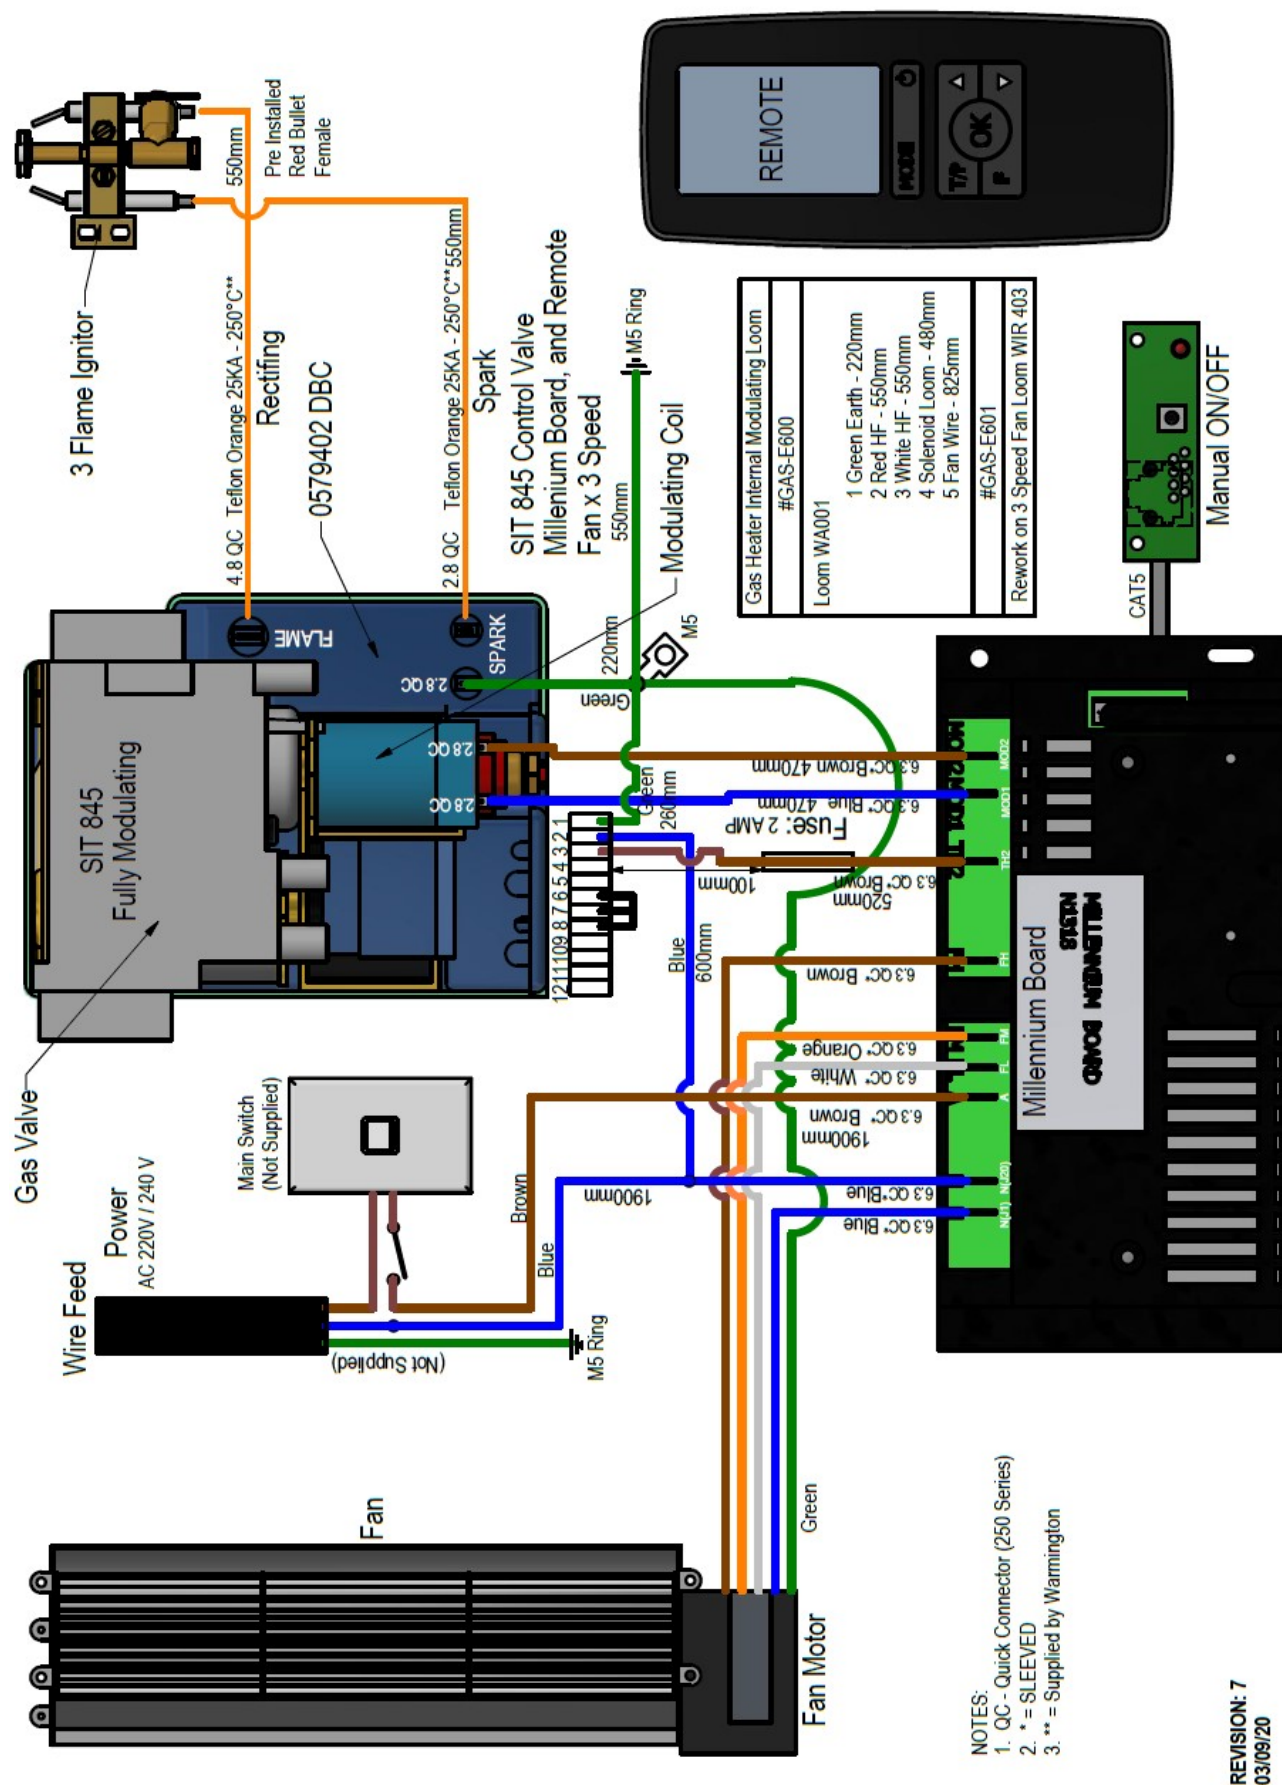 3 Flame Ignitor
550mm
Pre Installed
Red Bullet
Female
4.8 QC Teflon Orange 25KA - 250°C**
Rectifing
0579402 DBC
2.8 QC Teflon Orange 25KA - 250°C**550mm
Spark
SIT 845 Control Valve
Millenium Board, and Remote
Fan x 3 Speed
Modulating Coil
FLAME
SPARK
2.8 QC
2.8 QC
2.8 QC
SIT 845
Fully Modulating
Gas Valve
550mm
M5 Ring
220mm
Green
M5
Green
260mm
12 11 10 9 8 7 6 5 4 3 2 1
Fuse: 2 AMP
100mm
Blue
600mm
6.3 QC* Brown 470mm
6.3 QC* Blue 470mm
6.3 QC* Brown
520mm
6.3 QC* Brown
6.3 QC* Orange
6.3 QC* White
6.3 QC* Brown
1900mm
6.3 QC*Blue
6.3 QC* Blue
MOD2
MOD1
TH2
FH
FM
FL
A
N(J20)
N(J1)
Millennium Board
MILLENNIUM BOARD
N1318
REMOTE
MODE
T/P
F
OK
Gas Heater Internal Modulating Loom
#GAS-E600
Loom WA001
1 Green Earth - 220mm
2 Red HF - 550mm
3 White HF - 550mm
4 Solenoid Loom - 480mm
5 Fan Wire - 825mm
#GAS-E601
Rework on 3 Speed Fan Loom WIR 403
CAT5
Manual ON/OFF
Main Switch
(Not Supplied)
Wire Feed
Power
AC 220V / 240 V
(Not Supplied)
Brown
Blue
1900mm
M5 Ring
Fan
Fan Motor
Green
NOTES:
1. QC - Quick Connector (250 Series)
2. * = SLEEVED
3. ** = Supplied by Warmington
REVISION: 7
03/09/20